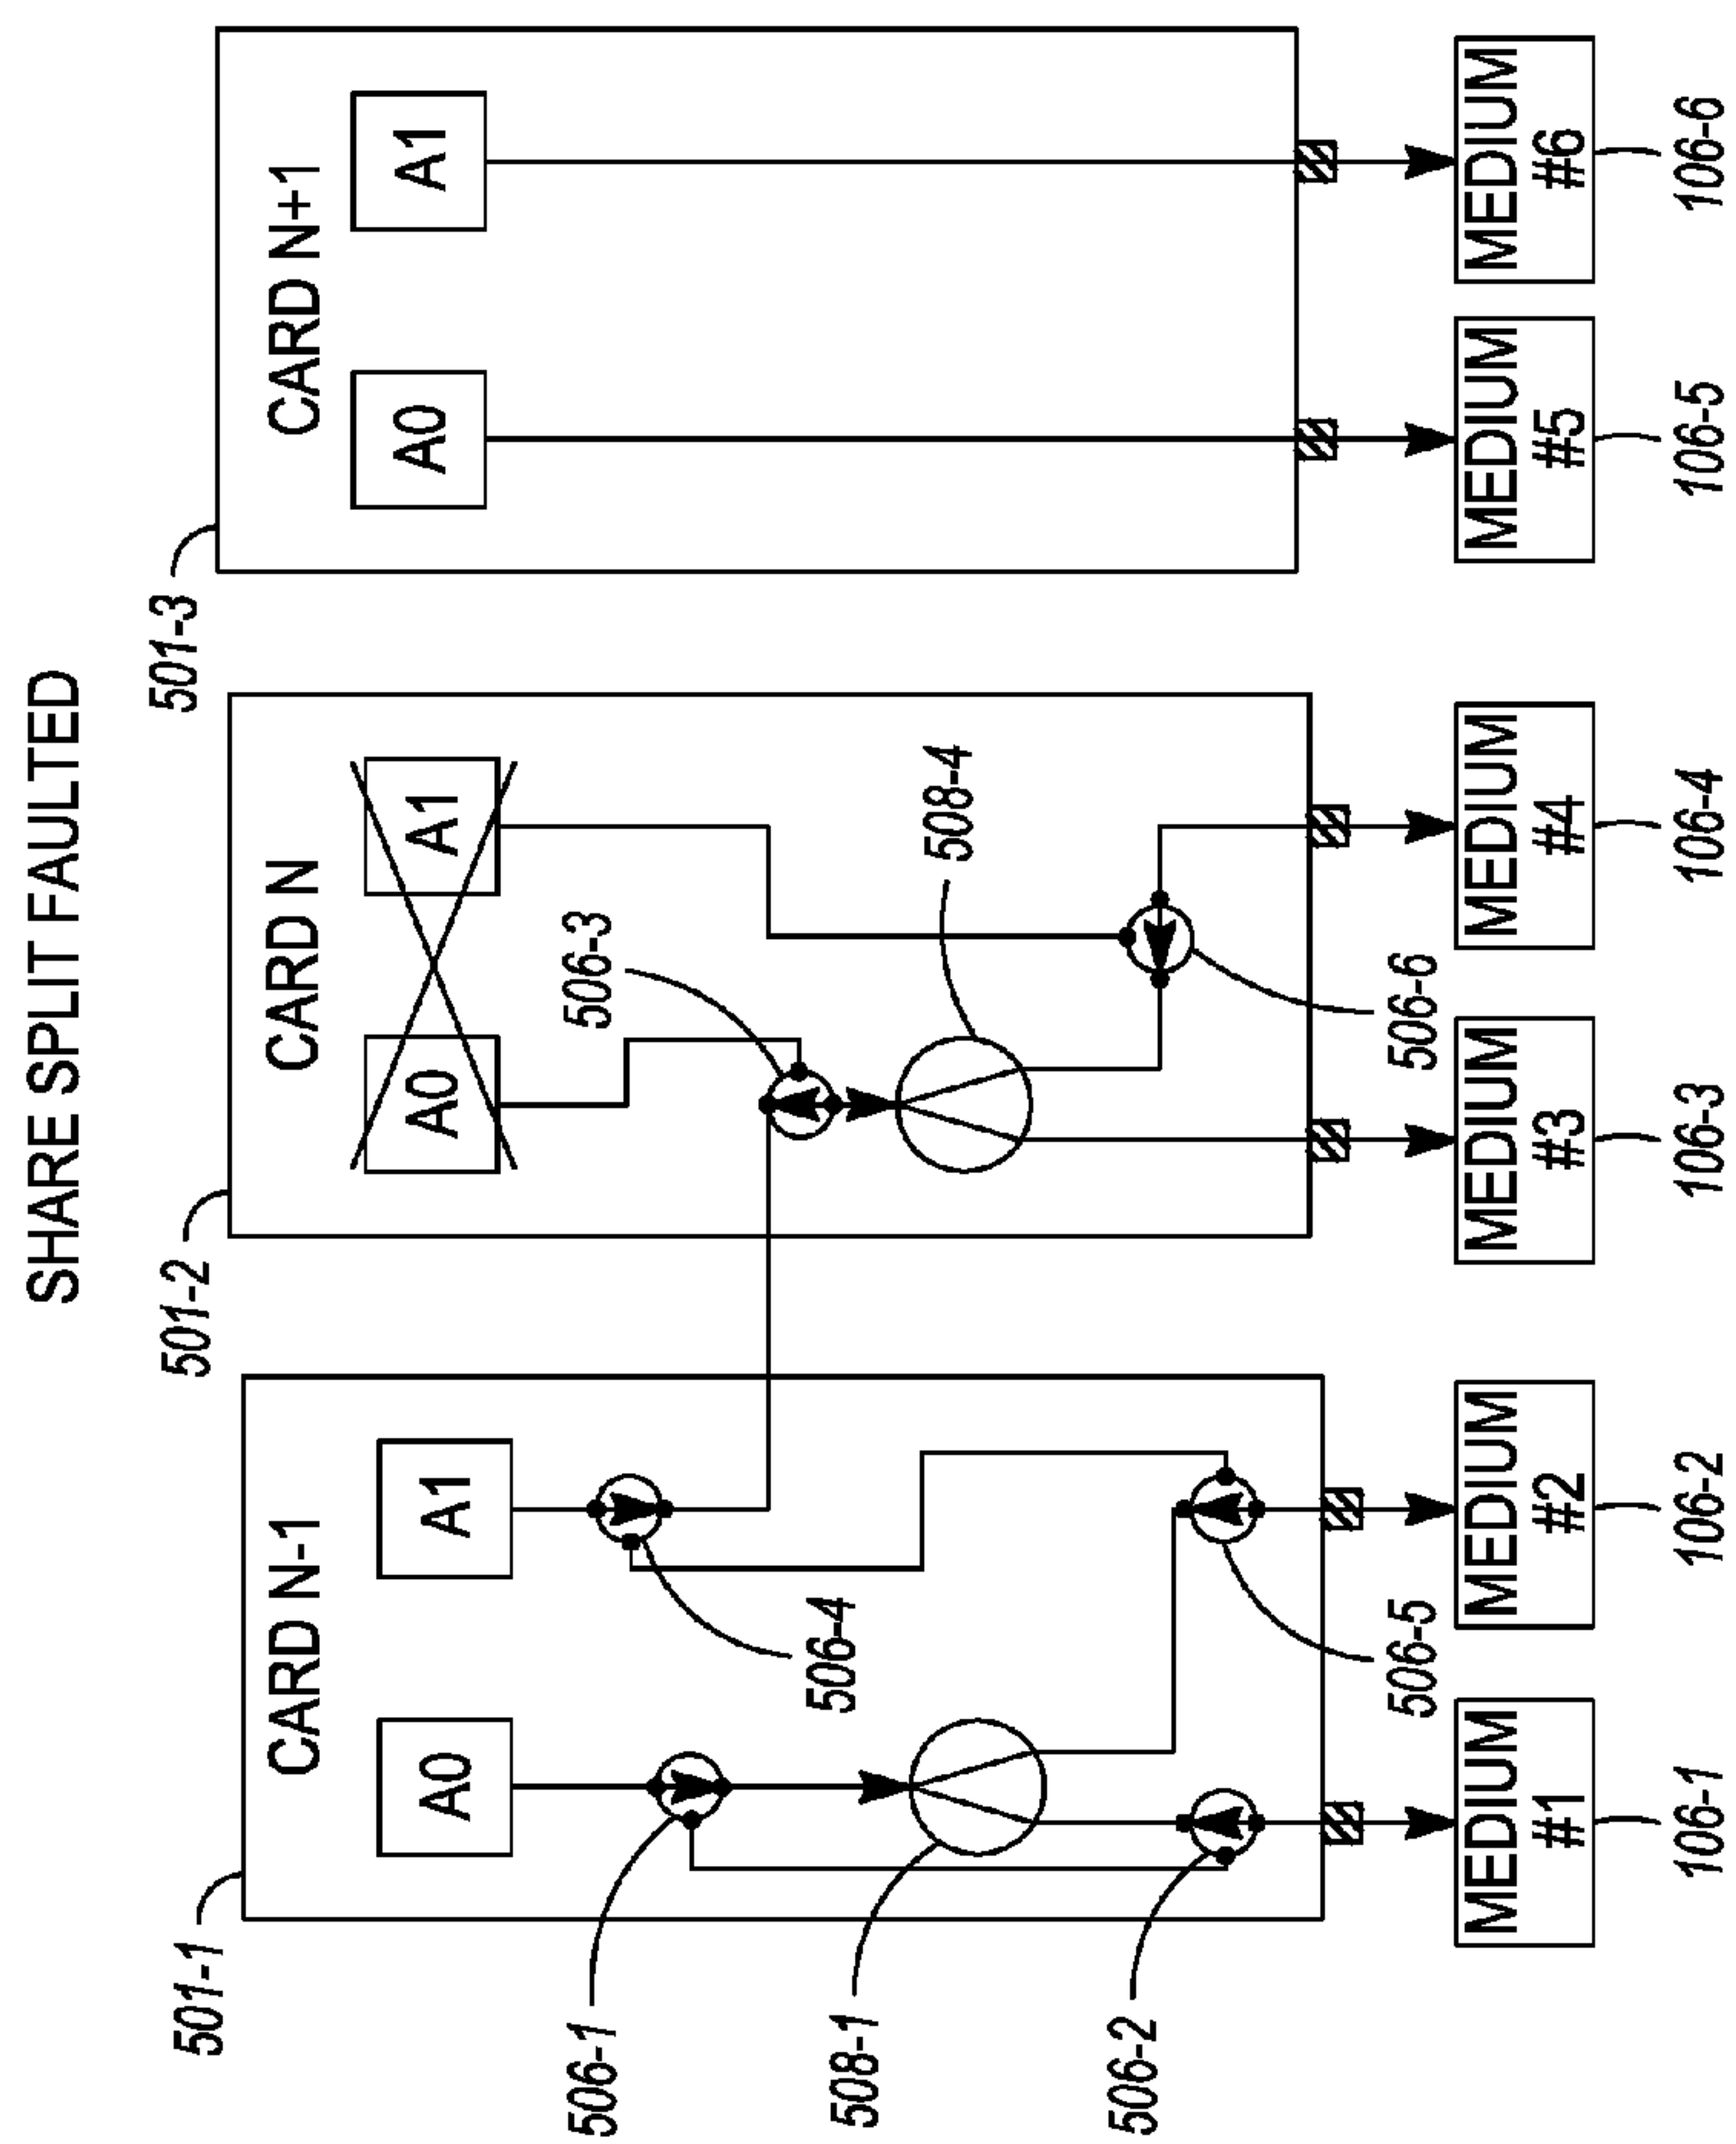 SHARE SPLIT FAULTED
501-1
501-2
501-3
CARD N-1
CARD N
CARD N+1
A0
A1
A0
A1
A0
A1
506-1
506-4
506-3
508-4
508-1
506-2
506-5
506-6
MEDIUM
#1
MEDIUM
#2
MEDIUM
#3
MEDIUM
#4
MEDIUM
#5
MEDIUM
#6
106-1
106-2
106-3
106-4
106-5
106-6